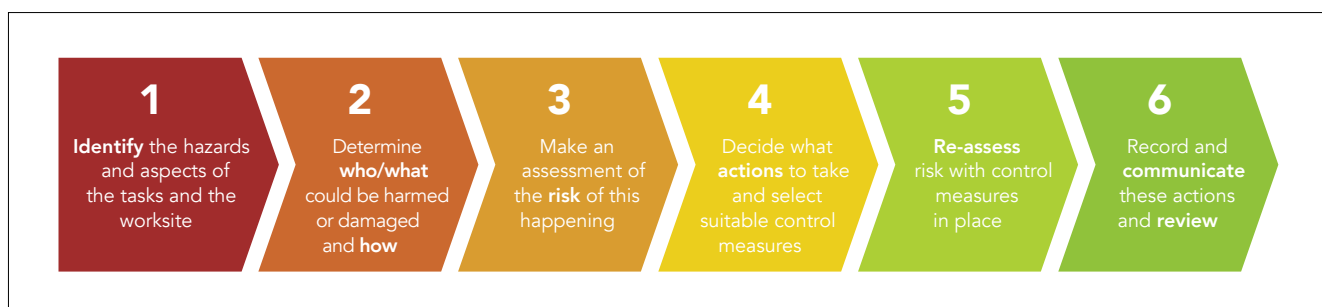 1
Identify the hazards
and aspects of
the tasks and the
worksite
2
Determine
who/what
could be harmed
or damaged
and how
3
Make an
assessment of
the risk of this
happening
4
Decide what
actions to take
and select
suitable control
measures
5
Re-assess
risk with control
measures
in place
6
Record and
communicate
these actions
and review